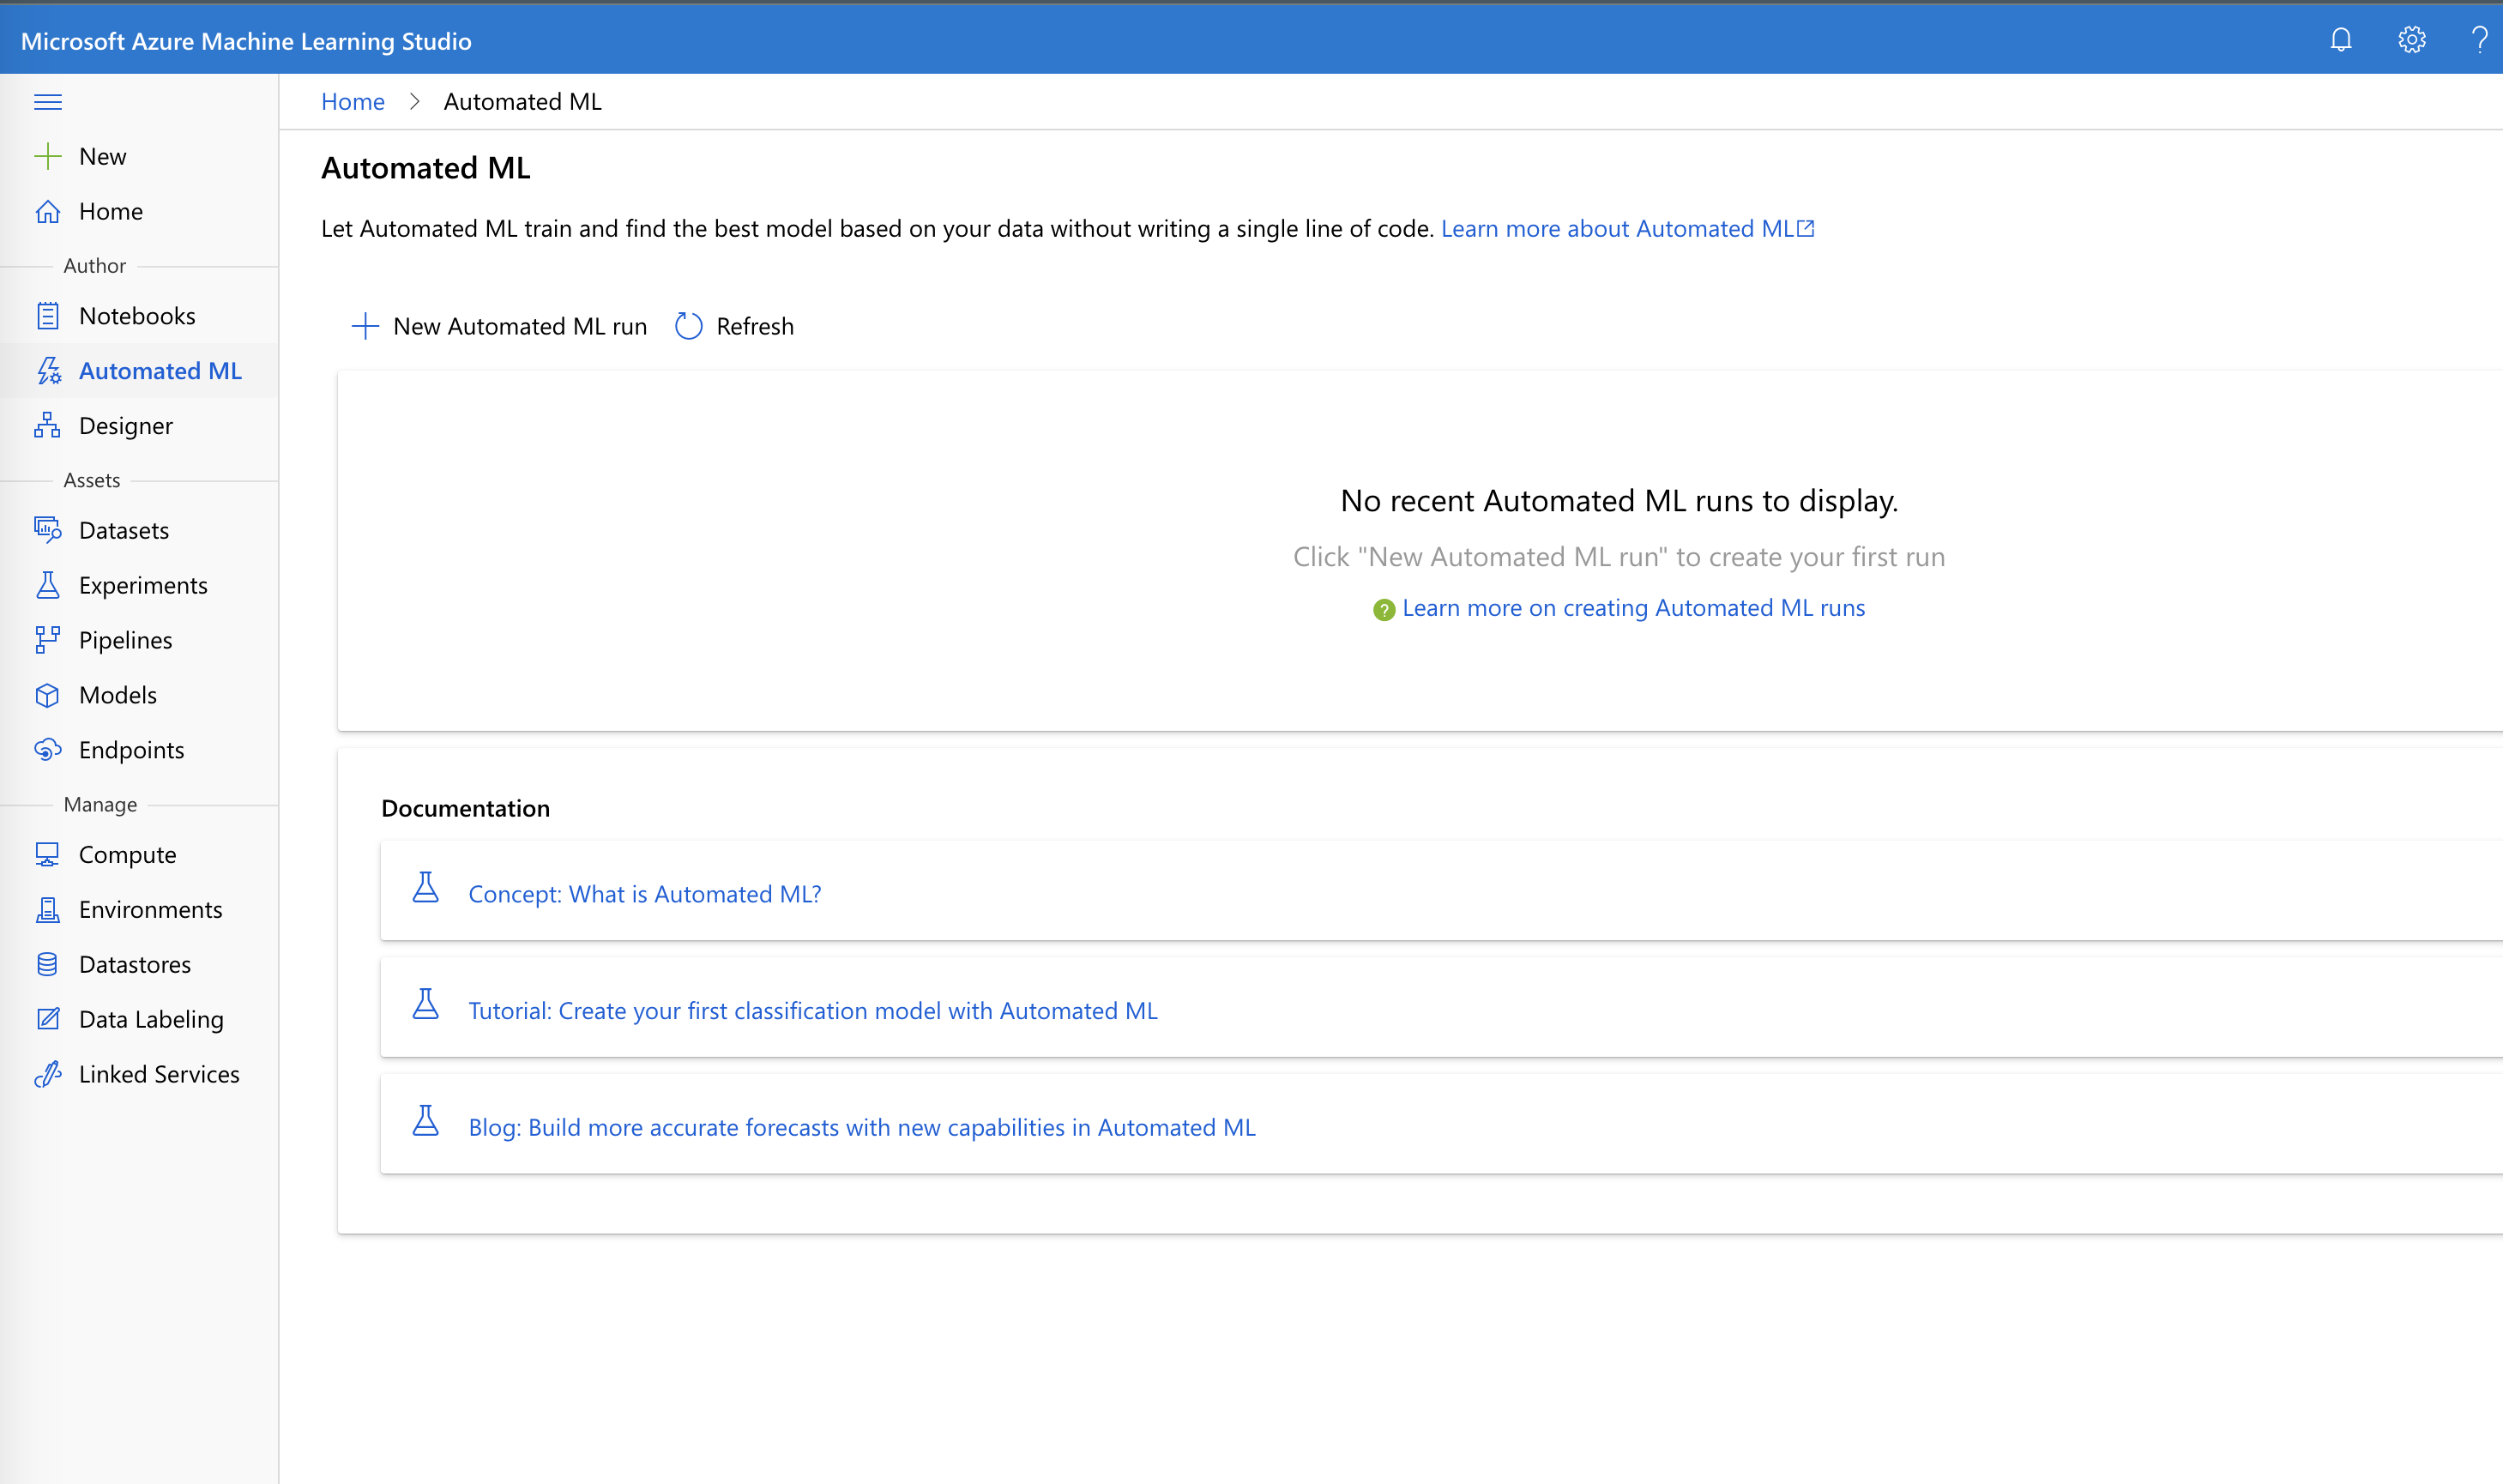 Microsoft Azure Machine Learning Studio
Home > Automated ML
New
Home
Author
Notebooks
Automated ML
Designer
Assets
Datasets
Experiments
Pipelines
Models
Endpoints
Manage
Compute
Environments
Datastores
Data Labeling
Linked Services
Automated ML
Let Automated ML train and find the best model based on your data without writing a single line of code. Learn more about Automated ML
New Automated ML run Refresh
No recent Automated ML runs to display.
Click "New Automated ML run" to create your first run
? Learn more on creating Automated ML runs
Documentation
Concept: What is Automated ML?
Tutorial: Create your first classification model with Automated ML
Blog: Build more accurate forecasts with new capabilities in Automated ML